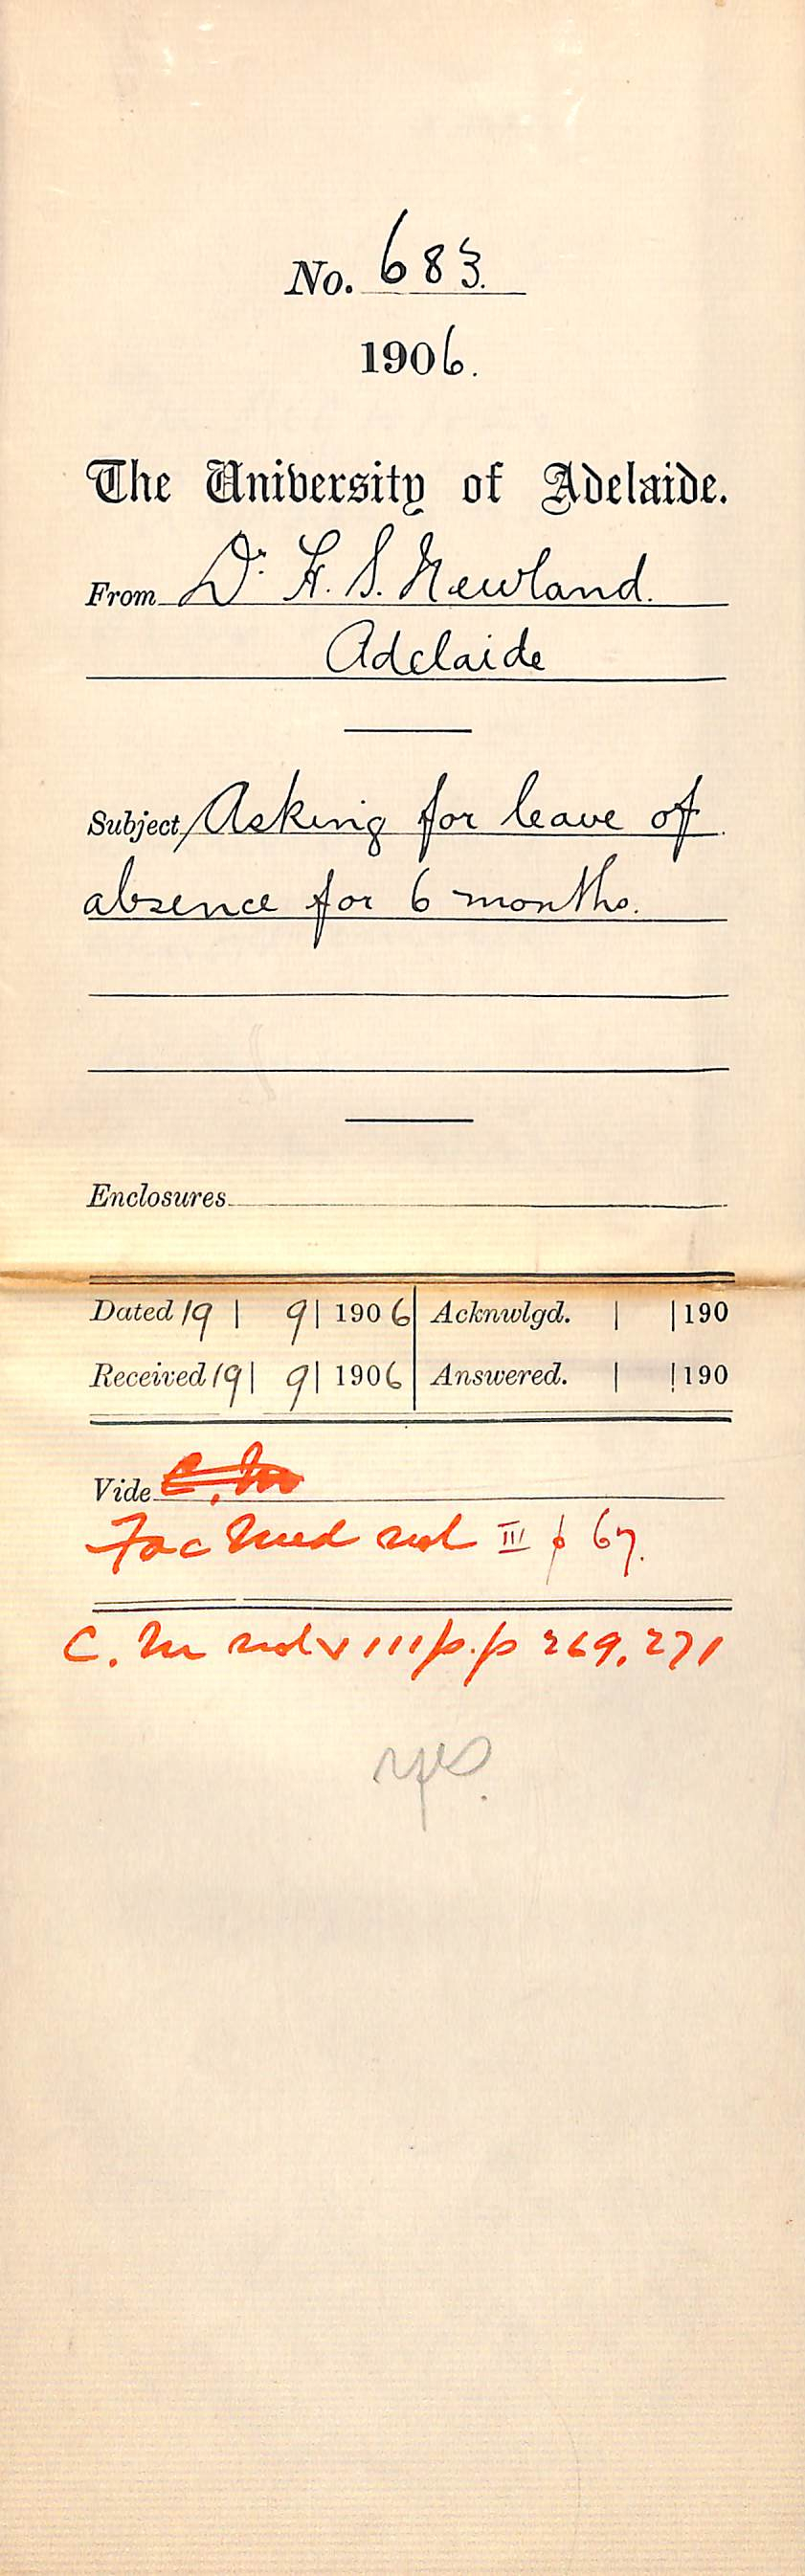 No. 683.
1906.
The University of Adelaide.
From Dr. H. S. Newland.
Adelaide
Subject Asking for leave of
absence for 6 months.
Enclosures
Dated 19 | 9 | 1906 Acknwlgd. | | 190
Received 19 | 9 | 1906 Answered. | | 190
Vide C. M
Fac Med vol III p 67.
C. M vol VIII p.p 269, 271